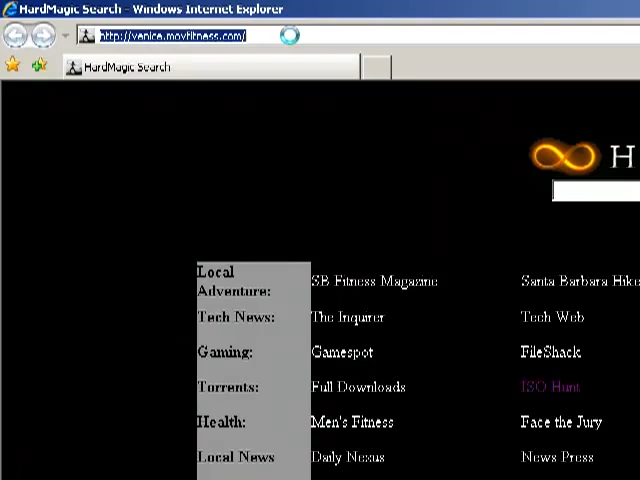 HardMagic Search - Windows Internet Explorer
http://venice.movfitness.com/
HardMagic Search
H
Local Adventure: SB Fitness Magazine Santa Barbara Hike
Tech News: The Inquirer Tech Web
Gaming: Gamespot FileShack
Torrents: Full Downloads ISO Hunt
Health: Men's Fitness Face the Jury
Local News Daily Nexus News Press